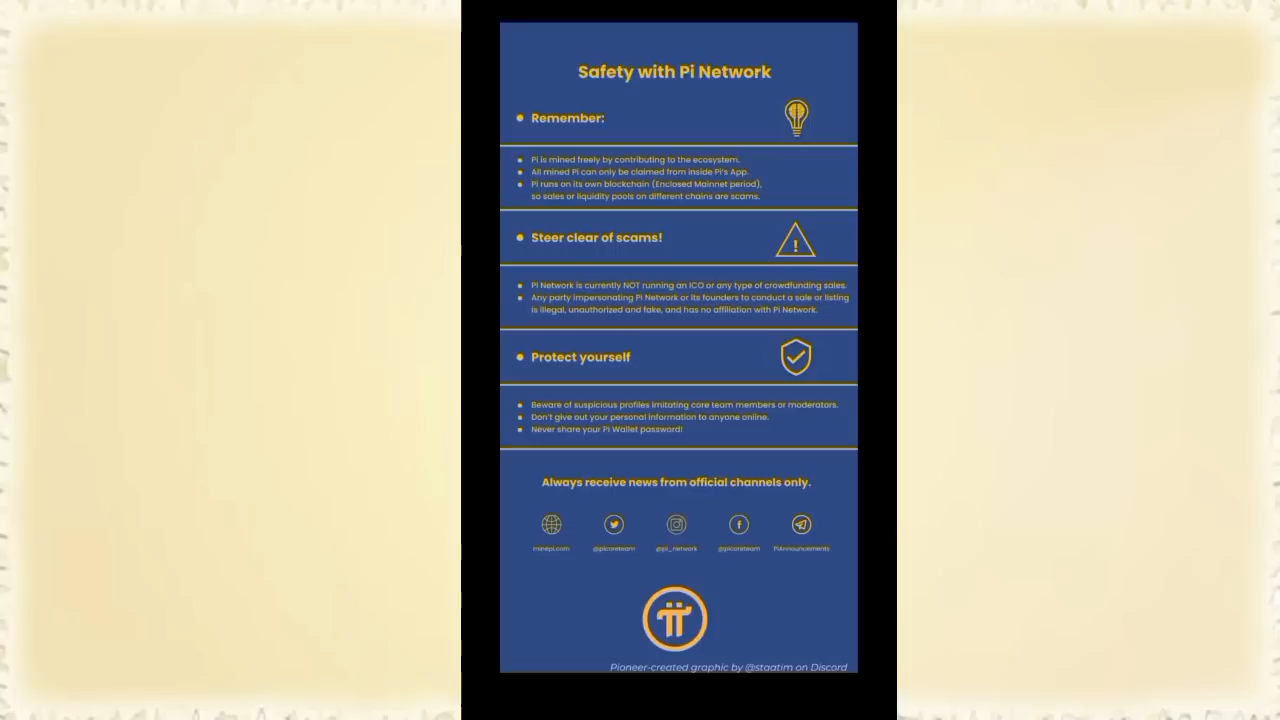 Safety with Pi Network
Remember:
Pi is mined freely by contributing to the ecosystem.
All mined Pi can only be claimed from inside Pi's App.
Pi runs on its own blockchain (Enclosed Mainnet period),
so sales or liquidity pools on different chains are scams.
Steer clear of scams!
Pi Network is currently NOT running an ICO or any type of crowdfunding sales.
Any party impersonating Pi Network or its founders to conduct a sale or listing
is illegal, unauthorized and fake, and has no affiliation with Pi Network.
Protect yourself
Beware of suspicious profiles imitating core team members or moderators.
Don't give out your personal information to anyone online.
Never share your Pi Wallet password!
Always receive news from official channels only.
minepi.com @picoreteam @pi_network @picoreteam PiAnnouncements
Pioneer-created graphic by @staatim on Discord